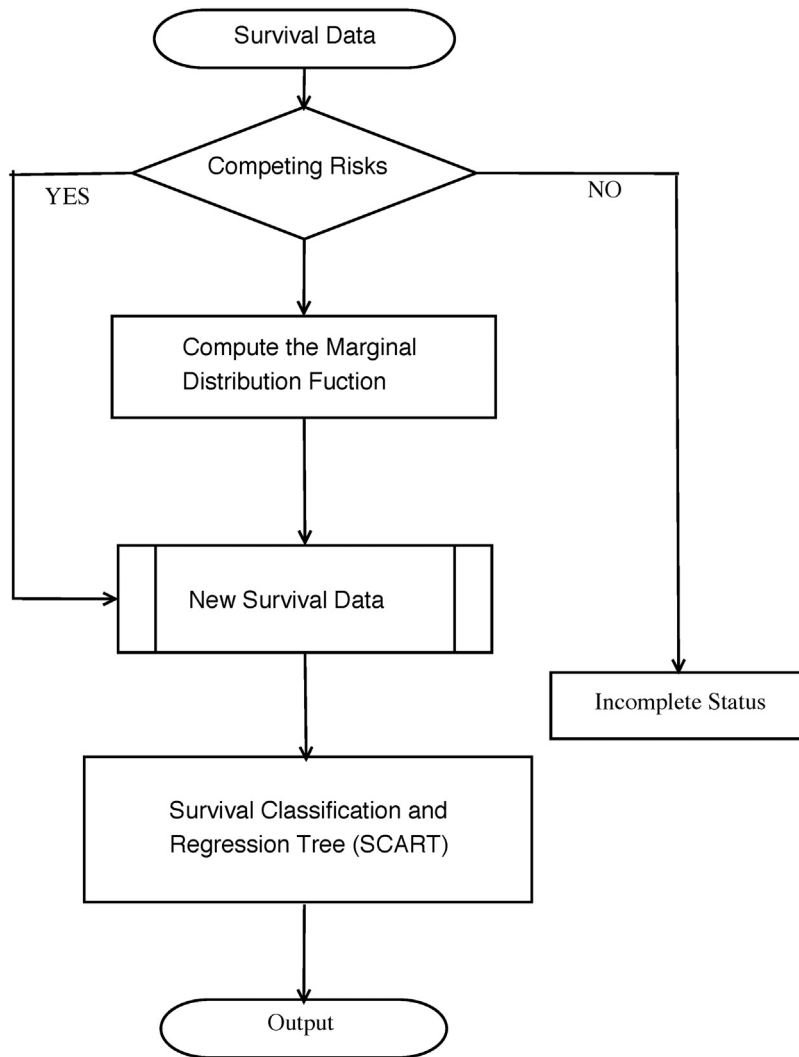 Survival Data
Competing Risks
YES
NO
Compute the Marginal
Distribution Fuction
New Survival Data
Incomplete Status
Survival Classification and
Regression Tree (SCART)
Output